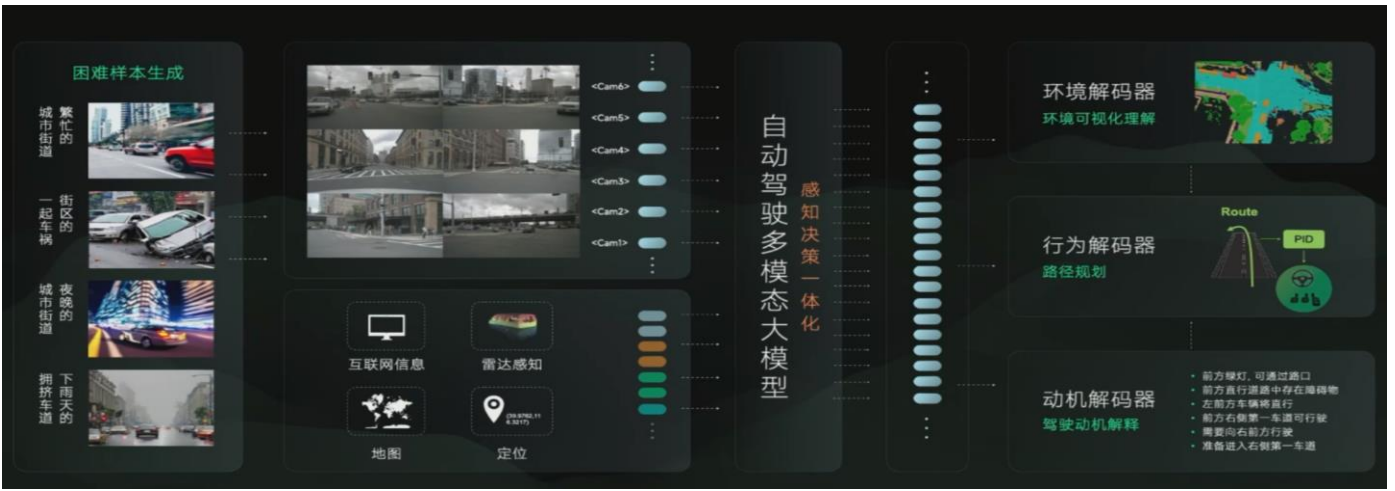 困难样本生成
繁忙的
城市街道
街区的
一起车祸
夜晚的
城市街道
下雨天的
拥挤车道
<Cam6>
<Cam5>
<Cam4>
<Cam3>
<Cam2>
<Cam1>
互联网信息
雷达感知
地图
(39.9762,11
6.3217)
定位
自动驾驶多模态大模型
感知决策一体化
环境解码器
环境可视化理解
行为解码器
路径规划
Route
PID
动机解码器
驾驶动机解释
• 前方绿灯, 可通过路口
• 前方直行道路中存在障碍物
• 左前方车辆将直行
• 前方右侧第一车道可行驶
• 需要向右前方行驶
• 准备进入右侧第一车道